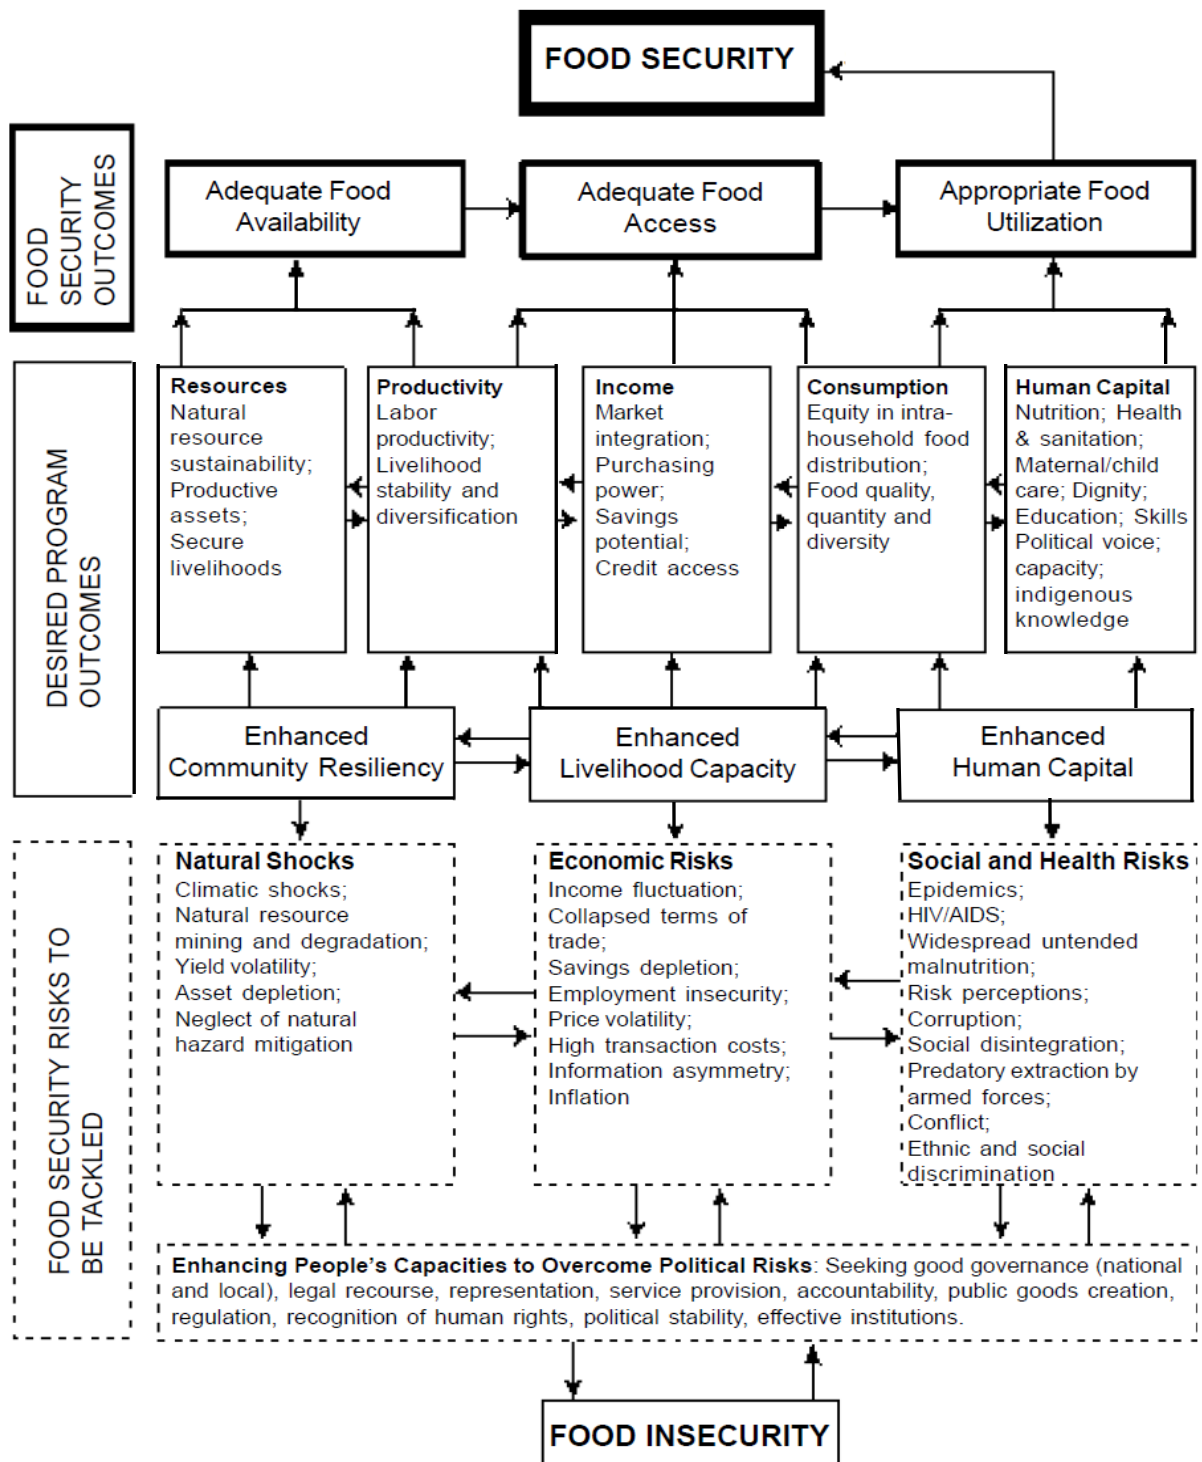 FOOD SECURITY
FOOD
SECURITY
OUTCOMES
Adequate Food
Availability
Adequate Food
Access
Appropriate Food
Utilization
DESIRED PROGRAM
OUTCOMES
Resources
Natural
resource
sustainability;
Productive
assets;
Secure
livelihoods
Productivity
Labor
productivity;
Livelihood
stability and
diversification
Income
Market
integration;
Purchasing
power;
Savings
potential;
Credit access
Consumption
Equity in intra-
household food
distribution;
Food quality,
quantity and
diversity
Human Capital
Nutrition; Health
& sanitation;
Maternal/child
care; Dignity;
Education; Skills
Political voice;
capacity;
indigenous
knowledge
Enhanced
Community Resiliency
Enhanced
Livelihood Capacity
Enhanced
Human Capital
FOOD SECURITY RISKS TO
BE TACKLED
Natural Shocks
Climatic shocks;
Natural resource
mining and degradation;
Yield volatility;
Asset depletion;
Neglect of natural
hazard mitigation
Economic Risks
Income fluctuation;
Collapsed terms of
trade;
Savings depletion;
Employment insecurity;
Price volatility;
High transaction costs;
Information asymmetry;
Inflation
Social and Health Risks
Epidemics;
HIV/AIDS;
Widespread untended
malnutrition;
Risk perceptions;
Corruption;
Social disintegration;
Predatory extraction by
armed forces;
Conflict;
Ethnic and social
discrimination
Enhancing People's Capacities to Overcome Political Risks: Seeking good governance (national
and local), legal recourse, representation, service provision, accountability, public goods creation,
regulation, recognition of human rights, political stability, effective institutions.
FOOD INSECURITY